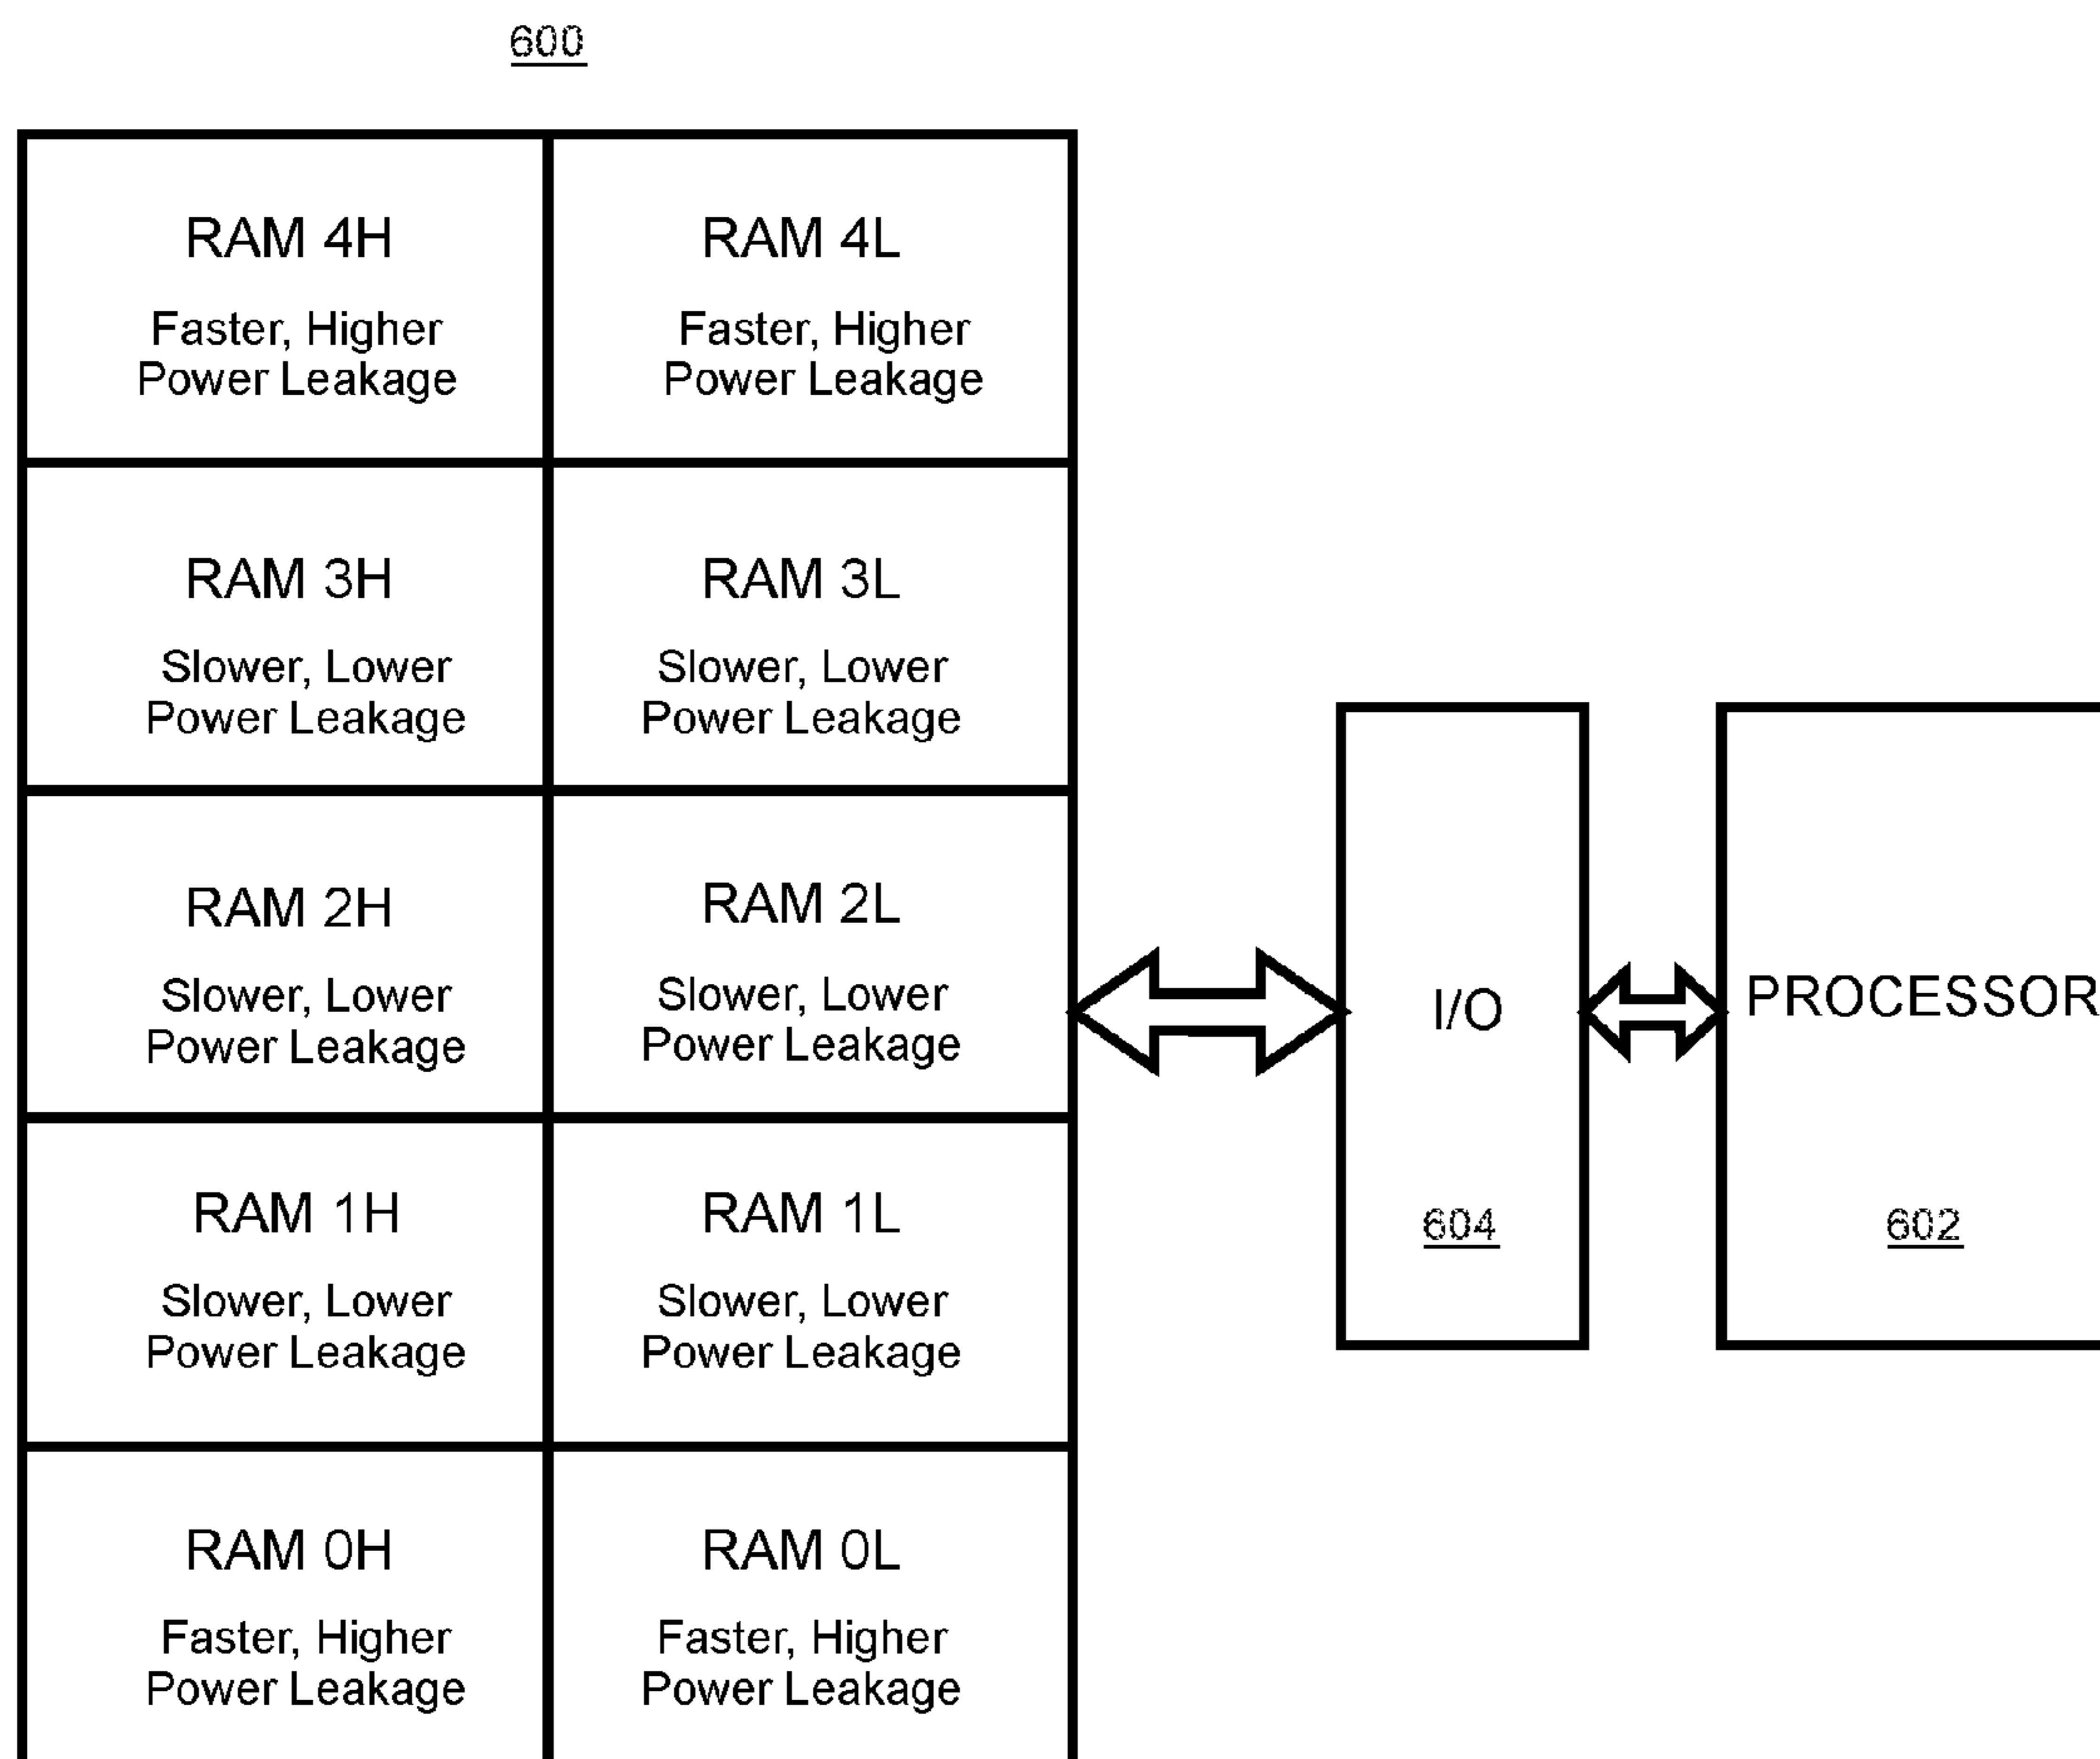 600
RAM 4H
Faster, Higher
Power Leakage
RAM 4L
Faster, Higher
Power Leakage
RAM 3H
Slower, Lower
Power Leakage
RAM 3L
Slower, Lower
Power Leakage
RAM 2H
Slower, Lower
Power Leakage
RAM 2L
Slower, Lower
Power Leakage
RAM 1H
Slower, Lower
Power Leakage
RAM 1L
Slower, Lower
Power Leakage
RAM 0H
Faster, Higher
Power Leakage
RAM 0L
Faster, Higher
Power Leakage
I/O
604
PROCESSOR
602